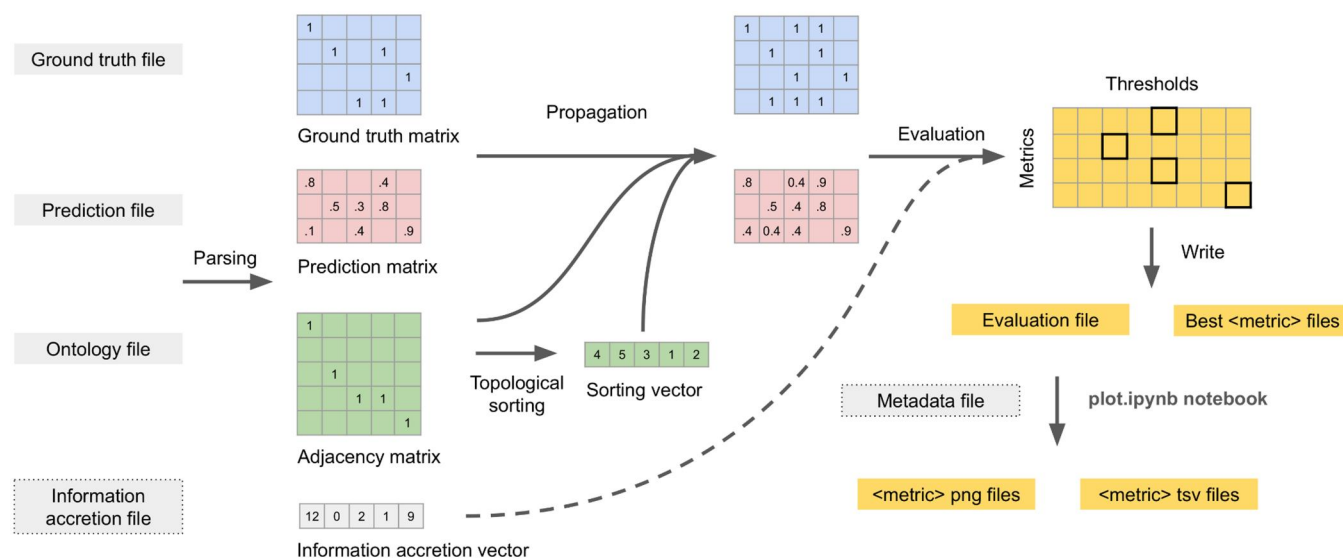 Ground truth file
Prediction file
Ontology file
Information
accretion file
Parsing
1
1 1
1
1 1
Ground truth matrix
.8 .4
.5 .3 .8
.1 .4 .9
Prediction matrix
1
1
1 1
1
Adjacency matrix
12 0 2 1 9
Information accretion vector
Topological
sorting
4 5 3 1 2
Sorting vector
Propagation
1 1 1
1 1
1 1
1 1 1
.8 0.4 .9
.5 .4 .8
.4 0.4 .4 .9
Evaluation
Thresholds
Metrics
Write
Evaluation file
Best <metric> files
Metadata file
plot.ipynb notebook
<metric> png files
<metric> tsv files